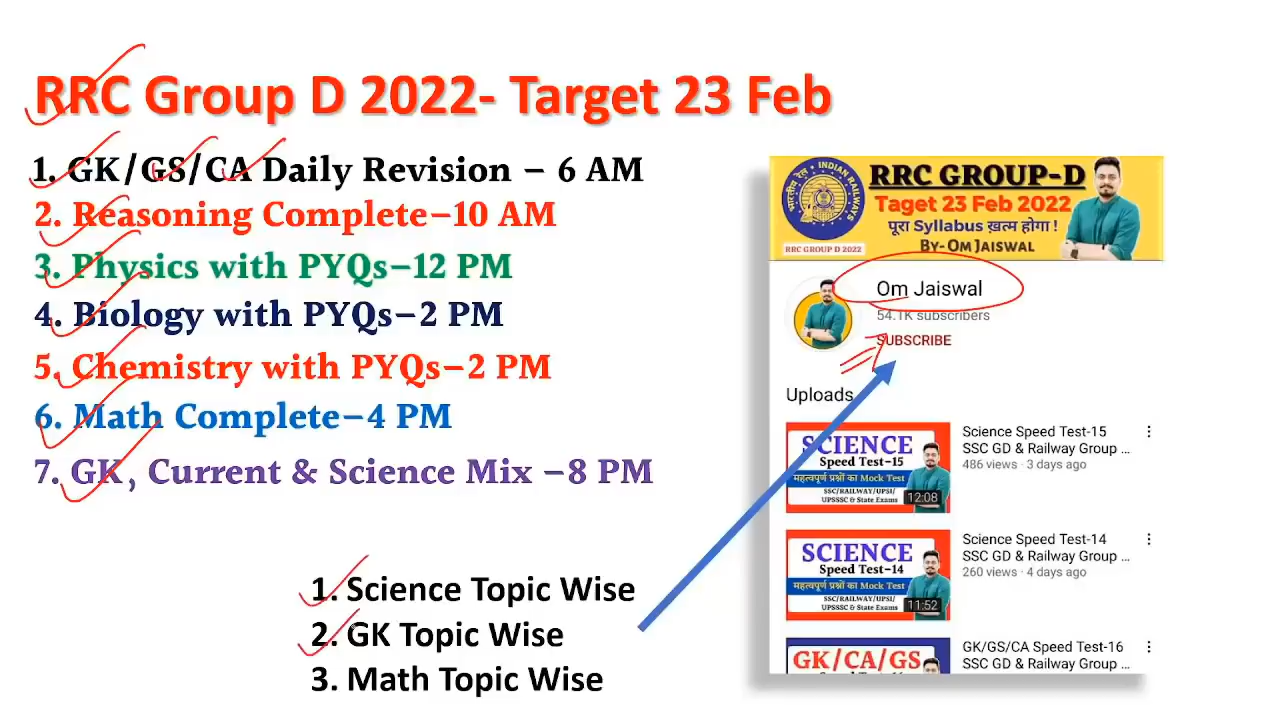 RRC Group D 2022- Target 23 Feb
1. GK/GS/CA Daily Revision – 6 AM
2. Reasoning Complete–10 AM
3. Physics with PYQs–12 PM
4. Biology with PYQs–2 PM
5. Chemistry with PYQs–2 PM
6. Math Complete–4 PM
7. GK, Current & Science Mix –8 PM
1. Science Topic Wise
2. GK Topic Wise
3. Math Topic Wise
भारतीय रेल INDIAN RAILWAYS
RRC GROUP D 2022
RRC GROUP-D
Taget 23 Feb 2022
पूरा Syllabus ख़त्म होगा !
By-Om Jaiswal
Om Jaiswal
54.1K subscribers
SUBSCRIBE
Uploads
SCIENCE
Speed Test-15
महत्वपूर्ण प्रश्नों का Mock Test
SSC/RAILWAY/UPSI/
UPSSSC & State Exams
12:08
Science Speed Test-15
SSC GD & Railway Group ...
486 views · 3 days ago
SCIENCE
Speed Test-14
महत्वपूर्ण प्रश्नों का Mock Test
SSC/RAILWAY/UPSI/
UPSSSC & State Exams
11:52
Science Speed Test-14
SSC GD & Railway Group ...
260 views · 4 days ago
GK/CA/GS
GK/GS/CA Speed Test-16
SSC GD & Railway Group ...